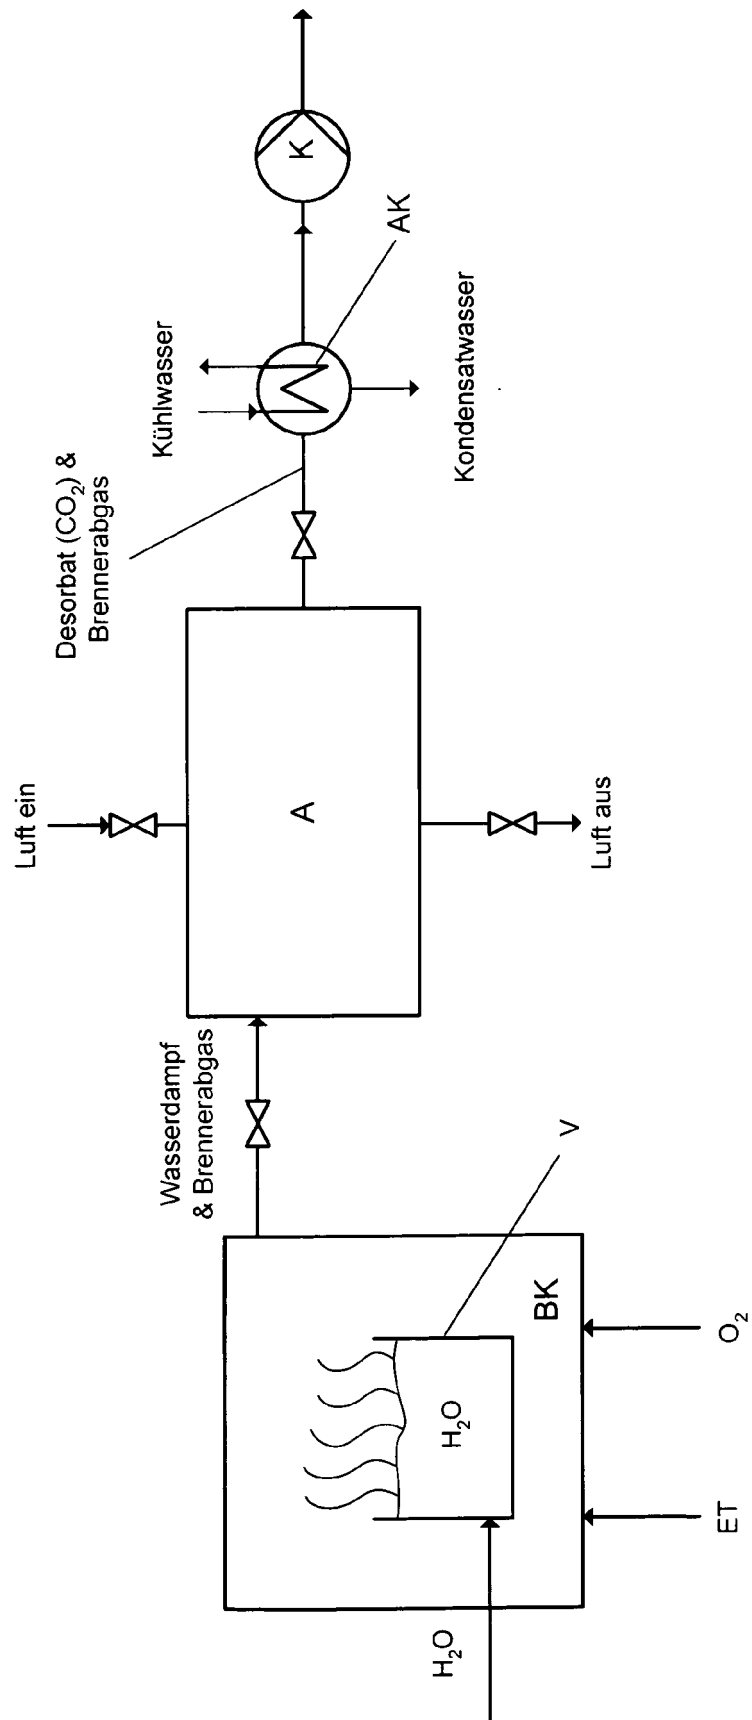 H₂O
ET
O₂
BK
H₂O
V
Wasserdampf
& Brennerabgas
Luft ein
A
Luft aus
Desorbat (CO₂) &
Brennerabgas
Kühlwasser
Kondensatwasser
AK
K